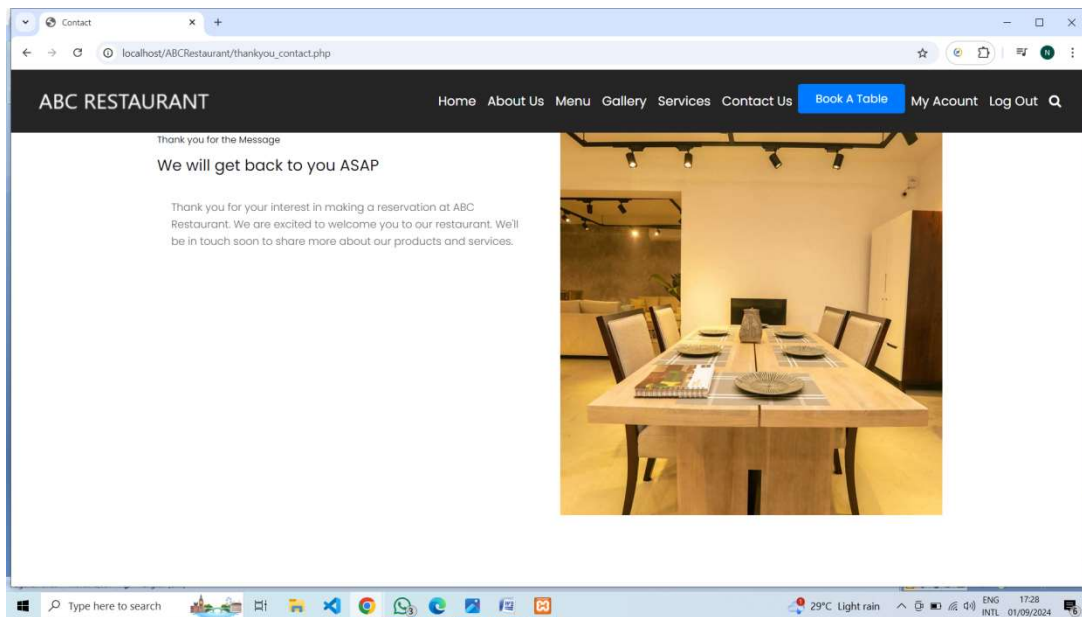 Contact
localhost/ABCRestaurant/thankyou_contact.php
N
ABC RESTAURANT
Home About Us Menu Gallery Services Contact Us Book A Table My Acount Log Out
Thank you for the Message
We will get back to you ASAP
Thank you for your interest in making a reservation at ABC
Restaurant. We are excited to welcome you to our restaurant. We'll
be in touch soon to share more about our products and services.
Type here to search
3
29°C Light rain
ENG
INTL
17:28
01/09/2024
6